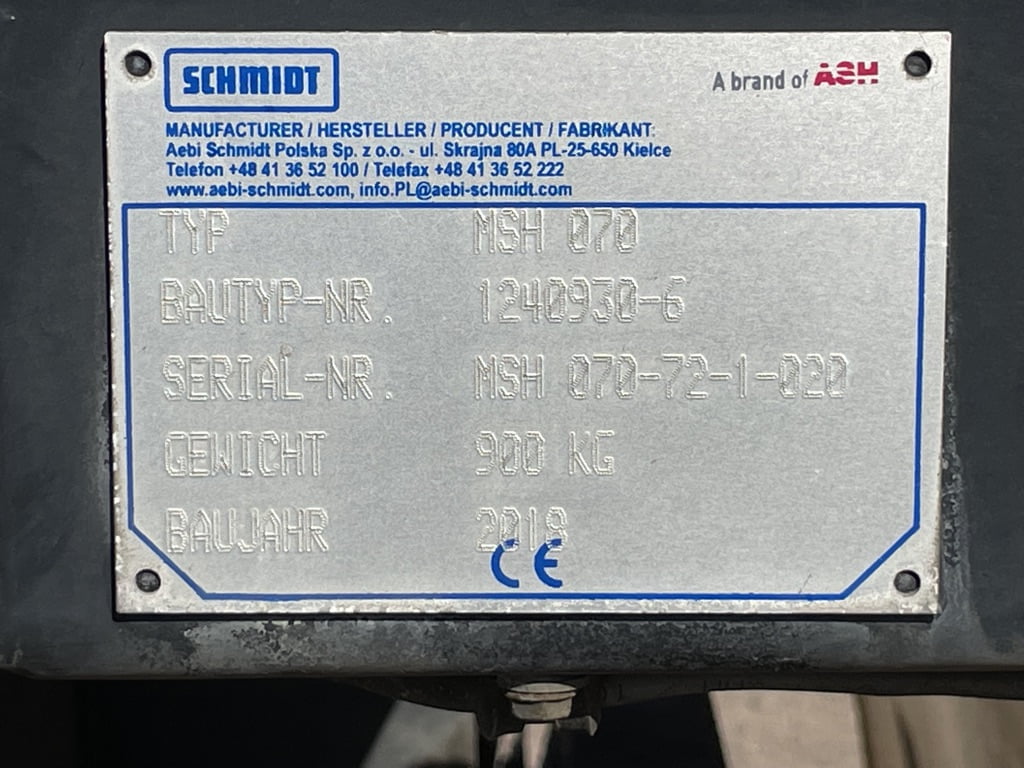 SCHMIDT
A brand of ASH
MANUFACTURER / HERSTELLER / PRODUCENT / FABRIKANT:
Aebi Schmidt Polska Sp. z o.o. - ul. Skrajna 80A PL-25-650 Kielce
Telefon +48 41 36 52 100 / Telefax +48 41 36 52 222
www.aebi-schmidt.com, info.PL@aebi-schmidt.com
TYP MSH 070
BAUTYP-NR. 1240930-6
SERIAL-NR. MSH 070-72-1-020
GEWICHT 900 KG
BAUJAHR 2018
CE